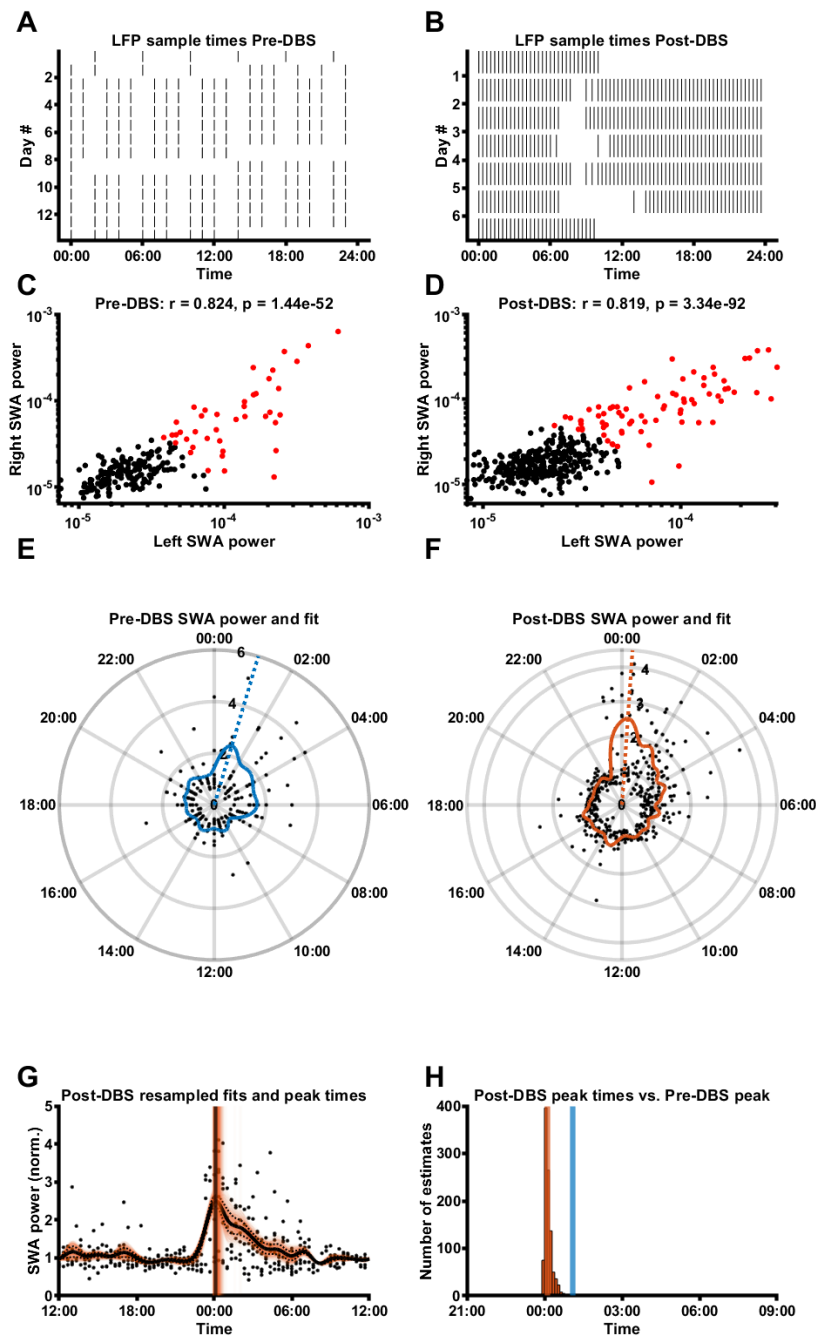 A
B
LFP sample times Pre-DBS
LFP sample times Post-DBS
Day #
2
4
6
8
10
12
00:00 06:00 12:00 18:00 24:00
Time
Day #
1
2
3
4
5
6
00:00 06:00 12:00 18:00 24:00
Time
C
D
Pre-DBS: r = 0.824, p = 1.44e-52
Post-DBS: r = 0.819, p = 3.34e-92
Right SWA power
10-3
10-4
10-5
10-5 10-4 10-3
Left SWA power
Right SWA power
10-3
10-4
10-5
10-5 10-4
Left SWA power
E
F
Pre-DBS SWA power and fit
00:00
02:00
04:00
06:00
08:00
10:00
12:00
14:00
16:00
18:00
20:00
22:00
6
4
2
0
Post-DBS SWA power and fit
00:00
02:00
04:00
06:00
08:00
10:00
12:00
14:00
16:00
18:00
20:00
22:00
4
3
2
1
0
G
H
Post-DBS resampled fits and peak times
SWA power (norm.)
5
4
3
2
1
0
12:00 18:00 00:00 06:00 12:00
Time
Post-DBS peak times vs. Pre-DBS peak
Number of estimates
400
300
200
100
0
21:00 00:00 03:00 06:00 09:00
Time